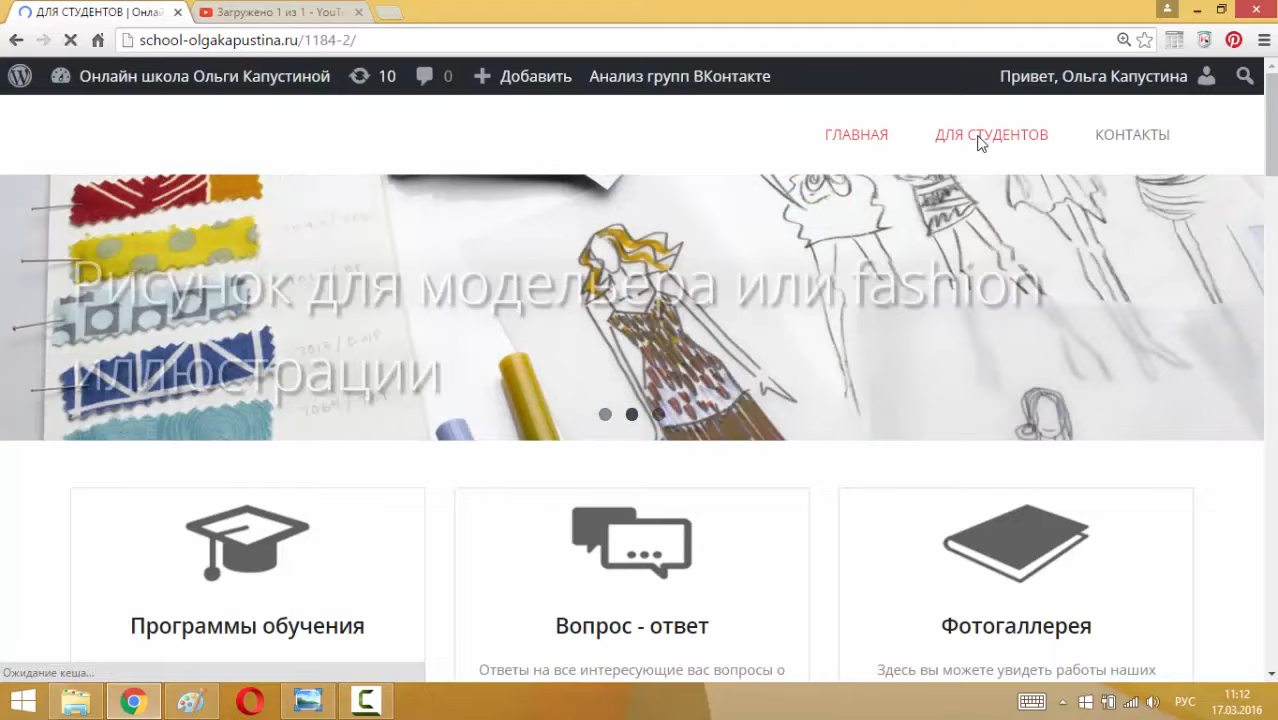 ДЛЯ СТУДЕНТОВ | Онла
Загружено 1 из 1 - YouTu
school-olgakapustina.ru/1184-2/
Онлайн школа Ольги Капустиной 10 0 Добавить Анализ групп ВКонтакте Привет, Ольга Капустина
ГЛАВНАЯ ДЛЯ СТУДЕНТОВ КОНТАКТЫ
Рисунок для модельера или fashion
иллюстрации
Программы обучения
Вопрос - ответ
Ответы на все интересующие вас вопросы о
Фотогаллерея
Здесь вы можете увидеть работы наших
Ожидание кеша...
РУС
11:12
17.03.2016